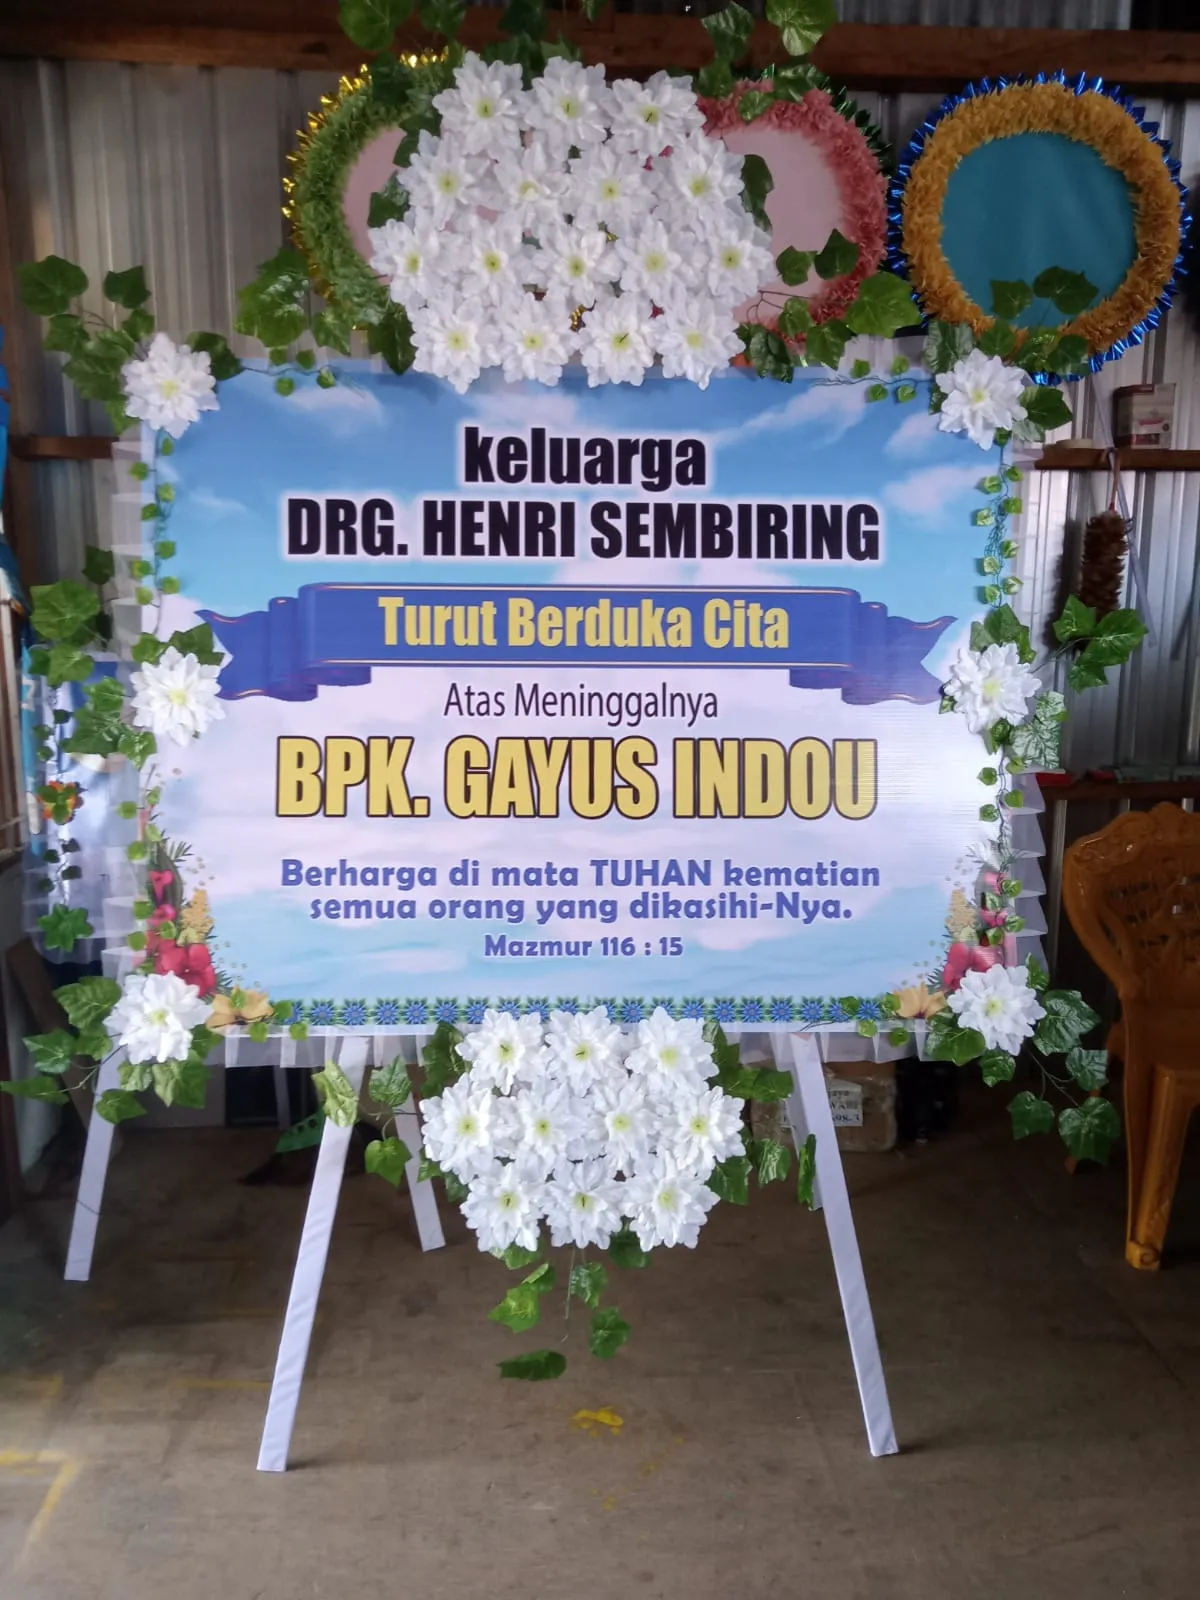 keluarga
DRG. HENRI SEMBIRING
Turut Berduka Cita
Atas Meninggalnya
BPK. GAYUS INDOU
Berharga di mata TUHAN kematian
semua orang yang dikasihi-Nya.
Mazmur 116 : 15